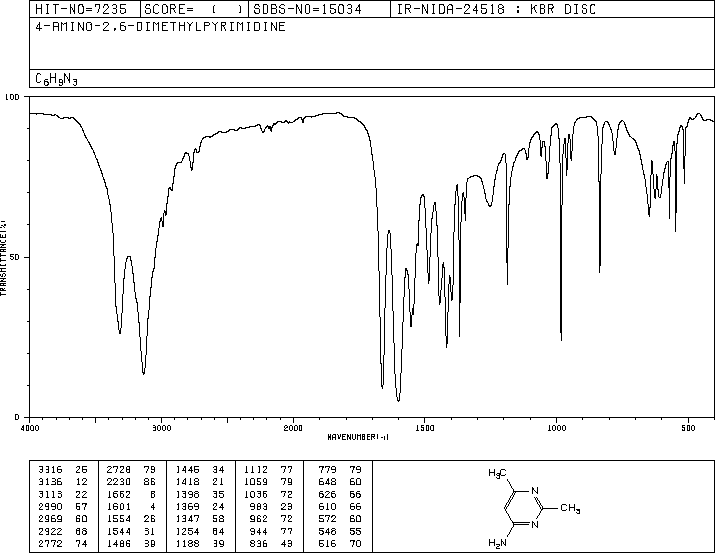 HIT-NO=7235 SCORE= ( ) SDBS-NO=15034 IR-NIDA-24518 : KBR DISC
4-AMINO-2,6-DIMETHYLPYRIMIDINE
C6H9N3
100
50
0
TRANSMITTANCE(%)
4000 3000 2000 1500 1000 500
WAVENUMBER(-1)
3316 26 2728 79 1446 34 1112 77 779 79
3136 12 2230 86 1418 21 1059 79 648 60
3113 22 1662 8 1398 35 1036 72 626 66
2990 57 1601 4 1369 24 983 23 610 66
2969 60 1554 26 1347 58 962 72 572 60
2922 68 1544 31 1254 64 944 77 548 55
2772 74 1486 39 1188 39 836 43 516 70
H3C
N
CH3
N
H2N